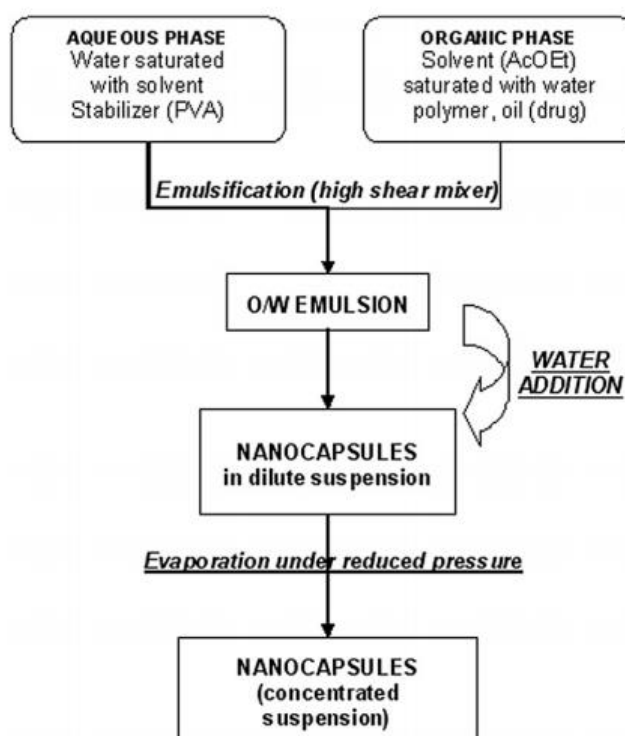 AQUEOUS PHASE
Water saturated
with solvent
Stabilizer (PVA)
ORGANIC PHASE
Solvent (AcOEt)
saturated with water
polymer, oil (drug)
Emulsification (high shear mixer)
O/W EMULSION
WATER
ADDITION
NANOCAPSULES
in dilute suspension
Evaporation under reduced pressure
NANOCAPSULES
(concentrated
suspension)